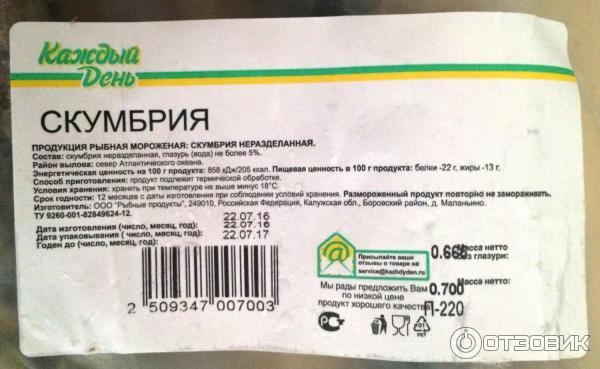 Каждый
День
СКУМБРИЯ
ПРОДУКЦИЯ РЫБНАЯ МОРОЖЕНАЯ: СКУМБРИЯ НЕРАЗДЕЛАННАЯ.
Состав: скумбрия неразделанная, глазурь (вода) не более 5%.
Район вылова: север Атлантического океана.
Энергетическая ценность на 100 г продукта: 858 кДж/205 ккал. Пищевая ценность в 100 г продукта: белки -22 г, жиры -13 г.
Способ приготовления: продукт подлежит термической обработке.
Условия хранения: хранить при температуре не выше минус 18°С.
Срок годности: 12 месяцев с даты изготовления при соблюдении условий хранения. Размороженный продукт повторно не замораживать.
Изготовитель: ООО "Рыбные продукты", 249010, Российская Федерация, Калужская обл., Боровский район, д. Маланьино.
ТУ 9260-001-82849624-12.
Дата изготовления (число, месяц, год): 22.07.16
Дата упаковывания (число, месяц, год): 22.07.16
Годен до (число, месяц, год): 22.07.17
2 509347 007003
Присылайте ваши
отзывы о товаре на
service@kazhdyden.ru
Мы рады предложить Вам
по низкой цене
продукт хорошего качества
0.666 Масса нетто
без глазури:
0.700 Масса нетто:
П-220
РС
01
PET
ОТЗОВИК